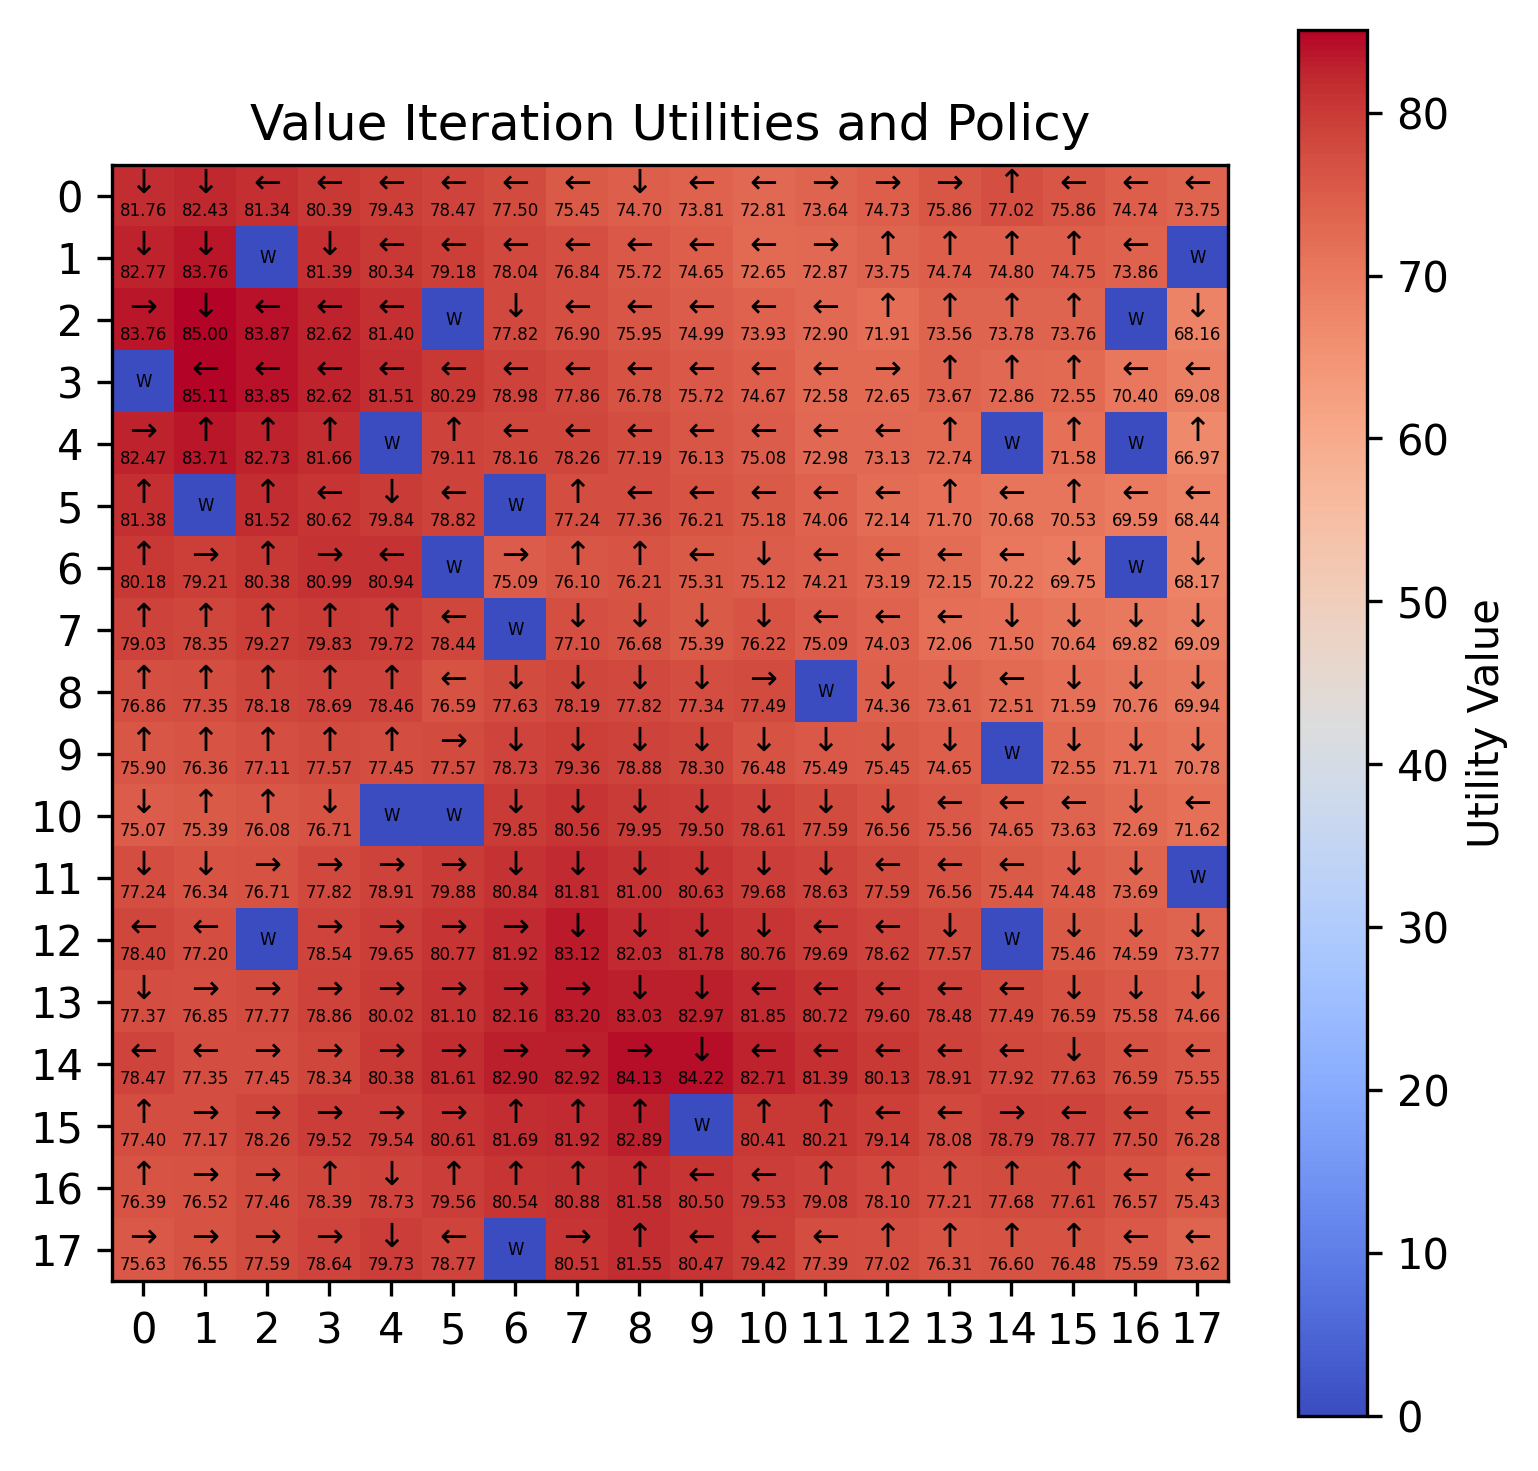 Value Iteration Utilities and Policy
↓ ↓ ← ← ← ← ← ← ↓ ← ← → → → ↑ ← ← ←
0 81.76 82.43 81.34 80.39 79.43 78.47 77.50 75.45 74.70 73.81 72.81 73.64 74.73 75.86 77.02 75.86 74.74 73.75
↓ ↓ W ↓ ← ← ← ← ← ← ← → ↑ ↑ ↑ ↑ ← W
1 82.77 83.76 81.39 80.34 79.18 78.04 76.84 75.72 74.65 72.65 72.87 73.75 74.74 74.80 74.75 73.86
→ ↓ ← ← ← W ↓ ← ← ← ← ← ↑ ↑ ↑ ↑ W ↓
2 83.76 85.00 83.87 82.62 81.40 77.82 76.90 75.95 74.99 73.93 72.90 71.91 73.56 73.78 73.76 68.16
W ← ← ← ← ← ← ← ← ← ← ← → ↑ ↑ ↑ ← ←
3 85.11 83.85 82.62 81.51 80.29 78.98 77.86 76.78 75.72 74.67 72.58 72.65 73.67 72.86 72.55 70.40 69.08
→ ↑ ↑ ↑ W ↑ ← ← ← ← ← ← ← ↑ W ↑ W ↑
4 82.47 83.71 82.73 81.66 79.11 78.16 78.26 77.19 76.13 75.08 72.98 73.13 72.74 71.58 66.97
↑ W ↑ ← ↓ ← W ↑ ← ← ← ← ← ↑ ← ↑ ← ←
5 81.38 81.52 80.62 79.84 78.82 77.24 77.36 76.21 75.18 74.06 72.14 71.70 70.68 70.53 69.59 68.44
↑ → ↑ → ← W → ↑ ↑ ← ↓ ← ← ← ← ↓ W ↓
6 80.18 79.21 80.38 80.99 80.94 75.09 76.10 76.21 75.31 75.12 74.21 73.19 72.15 70.22 69.75 68.17
↑ ↑ ↑ ↑ ↑ ← W ↓ ↓ ↓ ↓ ← ← ← ↓ ↓ ↓ ↓
7 79.03 78.35 79.27 79.83 79.72 78.44 77.10 76.68 75.39 76.22 75.09 74.03 72.06 71.50 70.64 69.82 69.09
↑ ↑ ↑ ↑ ↑ ← ↓ ↓ ↓ ↓ → W ↓ ↓ ← ↓ ↓ ↓
8 76.86 77.35 78.18 78.69 78.46 76.59 77.63 78.19 77.82 77.34 77.49 74.36 73.61 72.51 71.59 70.76 69.94
↑ ↑ ↑ ↑ ↑ → ↓ ↓ ↓ ↓ ↓ ↓ ↓ ↓ W ↓ ↓ ↓
9 75.90 76.36 77.11 77.57 77.45 77.57 78.73 79.36 78.88 78.30 76.48 75.49 75.45 74.65 72.55 71.71 70.78
↓ ↑ ↑ ↓ W W ↓ ↓ ↓ ↓ ↓ ↓ ↓ ← ← ← ↓ ←
10 75.07 75.39 76.08 76.71 79.85 80.56 79.95 79.50 78.61 77.59 76.56 75.56 74.65 73.63 72.69 71.62
↓ ↓ → → → → ↓ ↓ ↓ ↓ ↓ ↓ ← ← ← ↓ ↓ W
11 77.24 76.34 76.71 77.82 78.91 79.88 80.84 81.81 81.00 80.63 79.68 78.63 77.59 76.56 75.44 74.48 73.69
← ← W → → → → ↓ ↓ ↓ ↓ ← ← ↓ W ↓ ↓ ↓
12 78.40 77.20 78.54 79.65 80.77 81.92 83.12 82.03 81.78 80.76 79.69 78.62 77.57 75.46 74.59 73.77
↓ → → → → → → → ↓ ↓ ← ← ← ← ← ↓ ↓ ↓
13 77.37 76.85 77.77 78.86 80.02 81.10 82.16 83.20 83.03 82.97 81.85 80.72 79.60 78.48 77.49 76.59 75.58 74.66
← ← → → → → → → → ↓ ← ← ← ← ← ↓ ← ←
14 78.47 77.35 77.45 78.34 80.38 81.61 82.90 82.92 84.13 84.22 82.71 81.39 80.13 78.91 77.92 77.63 76.59 75.55
↑ → → → → → ↑ ↑ ↑ W ↑ ↑ ← ← → ← ← ←
15 77.40 77.17 78.26 79.52 79.54 80.61 81.69 81.92 82.89 80.41 80.21 79.14 78.08 78.79 78.77 77.50 76.28
↑ → → ↑ ↓ ↑ ↑ ↑ ↑ ← ← ↑ ↑ ↑ ↑ ↑ ← ←
16 76.39 76.52 77.46 78.39 78.73 79.56 80.54 80.88 81.58 80.50 79.53 79.08 78.10 77.21 77.68 77.61 76.57 75.43
→ → → → ↓ ← W → ↑ ← ← ← ↑ ↑ ↑ ↑ ← ←
17 75.63 76.55 77.59 78.64 79.73 78.77 80.51 81.55 80.47 79.42 77.39 77.02 76.31 76.60 76.48 75.59 73.62
0 1 2 3 4 5 6 7 8 9 10 11 12 13 14 15 16 17
80
70
60
50
40
30
20
10
0
Utility Value